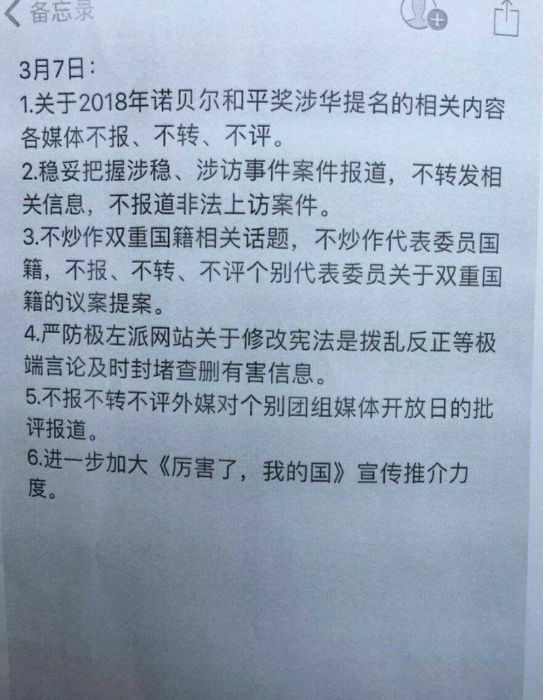 备忘录
3月7日：
1.关于2018年诺贝尔和平奖涉华提名的相关内容
各媒体不报、不转、不评。
2.稳妥把握涉稳、涉访事件案件报道，不转发相
关信息，不报道非法上访案件。
3.不炒作双重国籍相关话题，不炒作代表委员国
籍，不报、不转、不评个别代表委员关于双重国
籍的议案提案。
4.严防极左派网站关于修改宪法是拨乱反正等极
端言论及时封堵查删有害信息。
5.不报不转不评外媒对个别团组媒体开放日的批
评报道。
6.进一步加大《厉害了，我的国》宣传推介力
度。